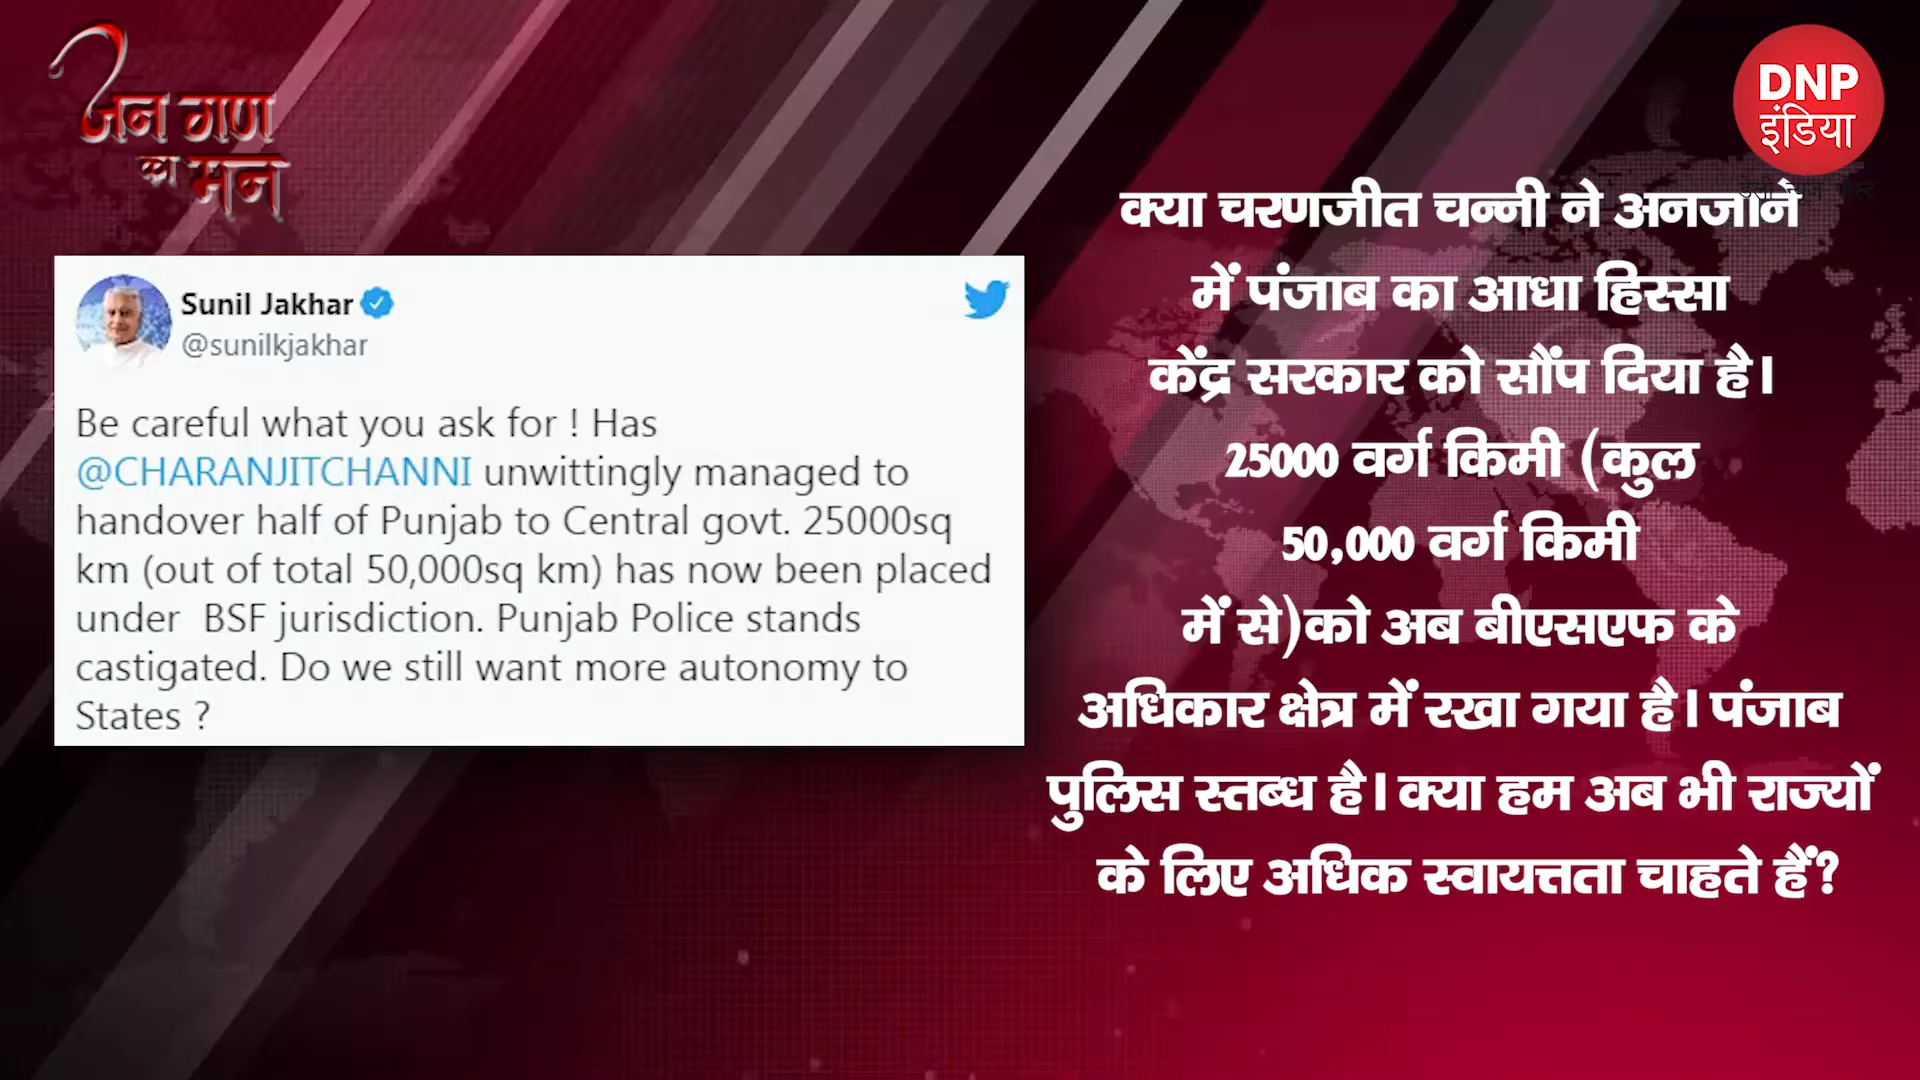 जन गण
का मन
DNP
इंडिया
Sunil Jakhar
@sunilkjakhar
Be careful what you ask for ! Has
@CHARANJITCHANNI unwittingly managed to
handover half of Punjab to Central govt. 25000sq
km (out of total 50,000sq km) has now been placed
under BSF jurisdiction. Punjab Police stands
castigated. Do we still want more autonomy to
States ?
क्या चरणजीत चन्नी ने अनजाने
में पंजाब का आधा हिस्सा
केंद्र सरकार को सौंप दिया है।
25000 वर्ग किमी (कुल
50,000 वर्ग किमी
में से)को अब बीएसएफ के
अधिकार क्षेत्र में रखा गया है। पंजाब
पुलिस स्तब्ध है। क्या हम अब भी राज्यों
के लिए अधिक स्वायत्तता चाहते हैं?